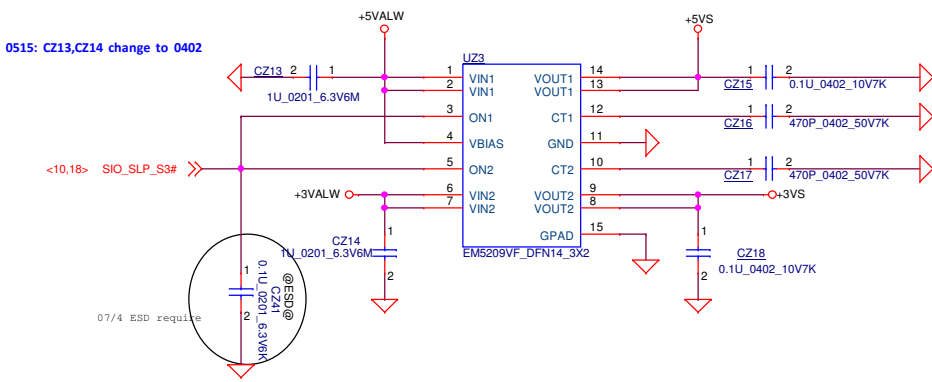 +5VALW
+5VS
0515: CZ13,CZ14 change to 0402
UZ3
CZ13 2 1
1U_0201_6.3V6M
1 VIN1
2 VIN1
3 ON1
4 VBIAS
5 ON2
6 VIN2
7 VIN2
VOUT1 14
VOUT1 13
CT1 12
GND 11
CT2 10
VOUT2 9
VOUT2 8
GPAD 15
EM5209VF_DFN14_3X2
1 2
CZ15 0.1U_0402_10V7K
1 2
CZ16 470P_0402_50V7K
1 2
CZ17 470P_0402_50V7K
<10,18> SIO_SLP_S3#
+3VALW
+3VS
1
CZ14
1U_0201_6.3V6M
2
1
CZ18
2 0.1U_0402_10V7K
1
2
@ESD@
CZ41
0.1U_0201_6.3V6K
07/4 ESD require